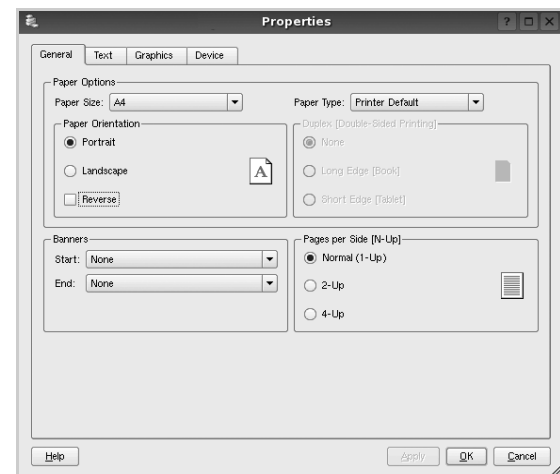 Properties
General Text Graphics Device
Paper Options
Paper Size: A4
Paper Type: Printer Default
Paper Orientation
Portrait
Landscape
Reverse
A
Duplex [Double-Sided Printing]
None
Long Edge [Book]
Short Edge [Tablet]
Banners
Start: None
End: None
Pages per Side [N-Up]
Normal (1-Up)
2-Up
4-Up
Help Apply OK Cancel